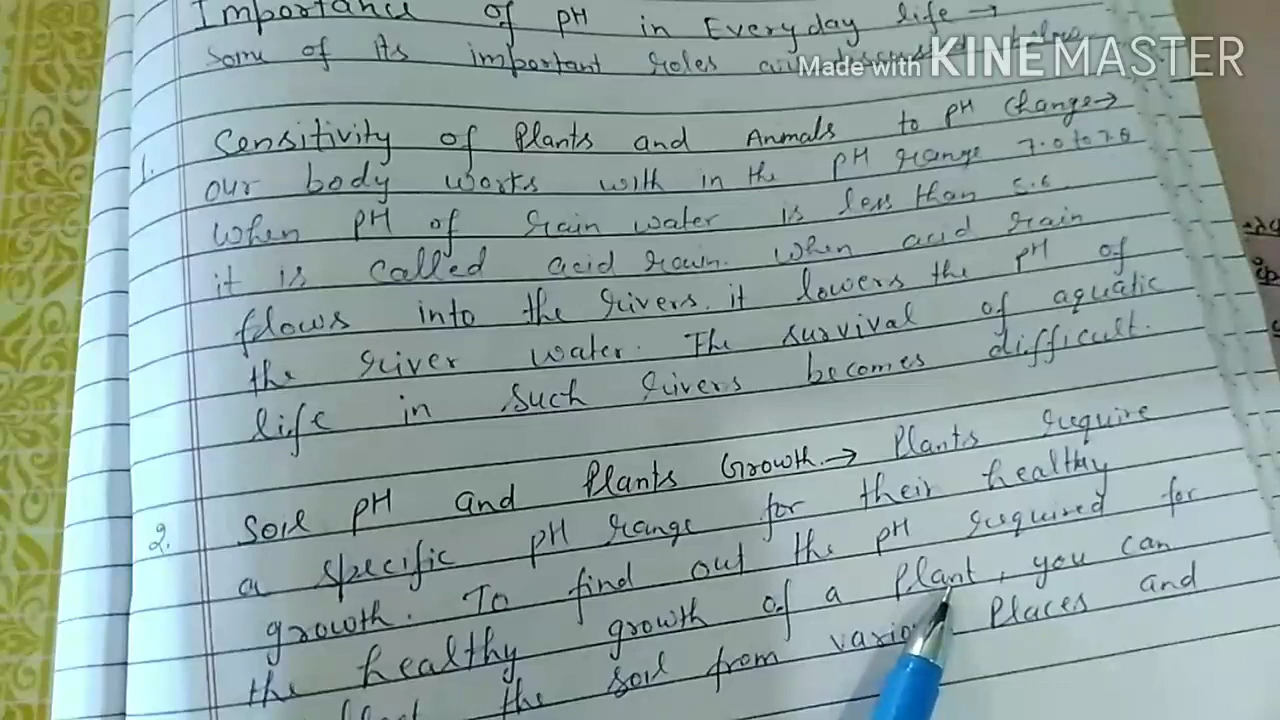 Importance of pH in Everyday life →
Some of its important roles
Made with KINEMASTER
Sensitivity of Plants and Animals to pH change →
1. our body works with in the pH range 7.0 to 7.8
when pH of rain water is less than 5.6
it is called acid rain. when acid rain
flows into the rivers. it lowers the pH of
the river water. The survival of aquatic
life in such rivers becomes difficult.
2. Soil pH and Plants Growth. → Plants require
a specific pH range for their healthy
growth. To find out the pH required for
the healthy growth of a plant, you can
the soil from Places and